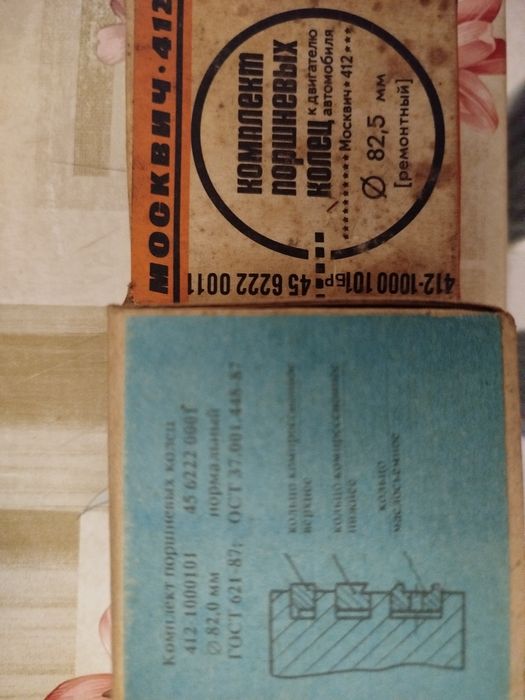 МОСКВИЧ·412
комплект
поршневых
колец
к двигателю
автомобиля
Москвич 412
Ø 82,5 мм
[ремонтный]
412-1000 101БР
45 6222 0011
Комплект поршневых колец
412-1000101 45 6222 0001
Ø 82,0 мм нормальный
ГОСТ 621-87; ОСТ 37.001.448-87
кольцо компрессионное
верхнее
кольцо компрессионное
нижнее
кольцо
маслосъемное